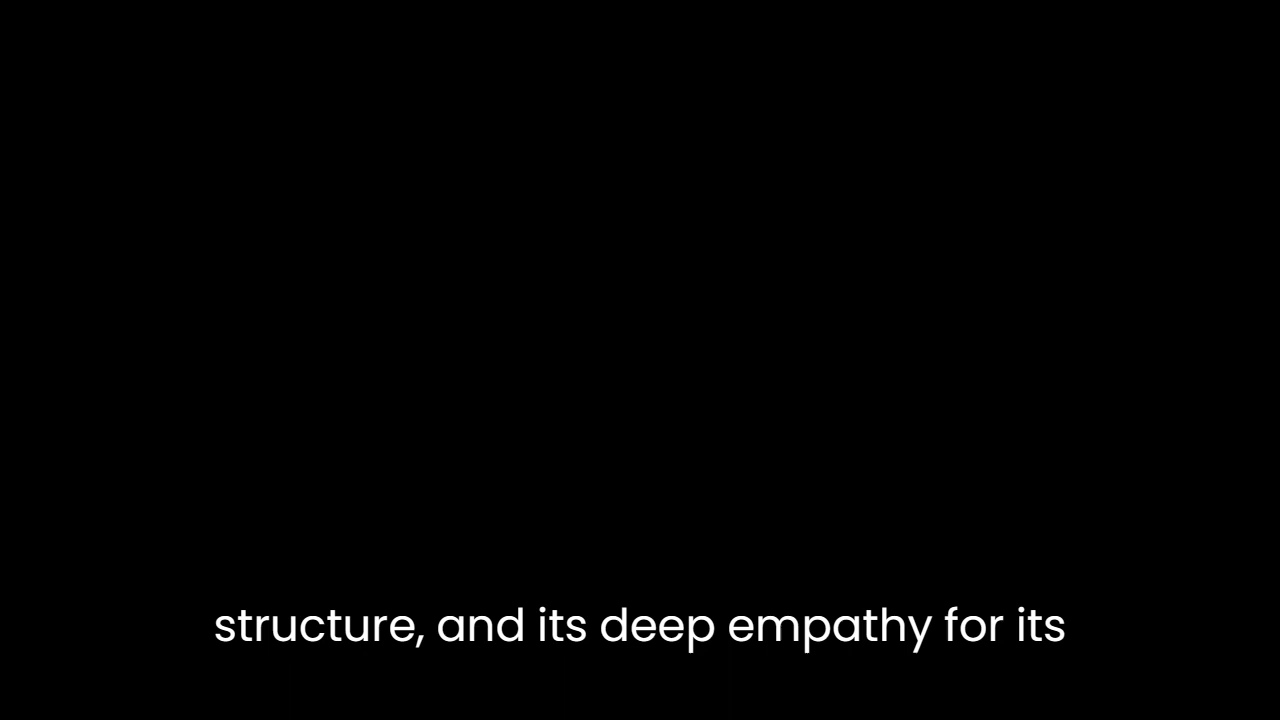 structure, and its deep empathy for its